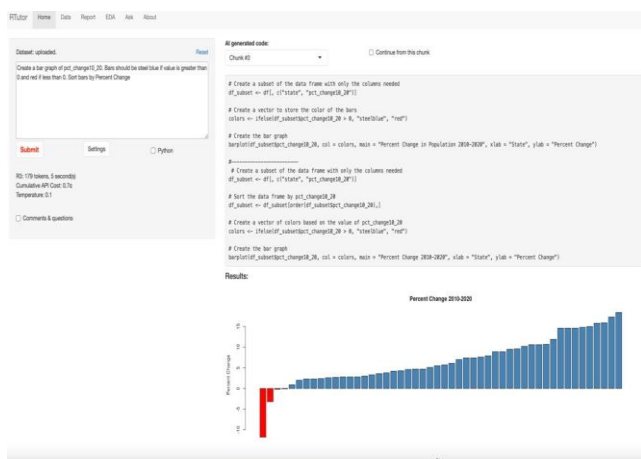 RTutor Home Data Report EDA Ask About
Dataset: uploaded. Reset
Create a bar graph of pct_change10_20. Bars should be steel blue if value is greater than
0 and red if less than 0. Sort bars by Percent Change
Submit Settings Python
R3: 179 tokens, 5 second(s)
Cumulative API Cost: 0.7¢
Temperature: 0.1
Comments & questions
AI generated code:
Chunk #3 Continue from this chunk
# Create a subset of the data frame with only the columns needed
df_subset <- df[, c("state", "pct_change10_20")]
# Create a vector to store the color of the bars
colors <- ifelse(df_subset$pct_change10_20 > 0, "steelblue", "red")
# Create the bar graph
barplot(df_subset$pct_change10_20, col = colors, main = "Percent Change in Population 2010-2020", xlab = "State", ylab = "Percent Change")
#-------------------------
# Create a subset of the data frame with only the columns needed
df_subset <- df[, c("state", "pct_change10_20")]
# Sort the data frame by pct_change10_20
df_subset <- df_subset[order(df_subset$pct_change10_20),]
# Create a vector of colors based on the value of pct_change10_20
colors <- ifelse(df_subset$pct_change10_20 > 0, "steelblue", "red")
# Create the bar graph
barplot(df_subset$pct_change10_20, col = colors, main = "Percent Change 2010-2020", xlab = "State", ylab = "Percent Change")
Results:
Percent Change 2010-2020
Percent Change
15
10
5
0
-5
-10